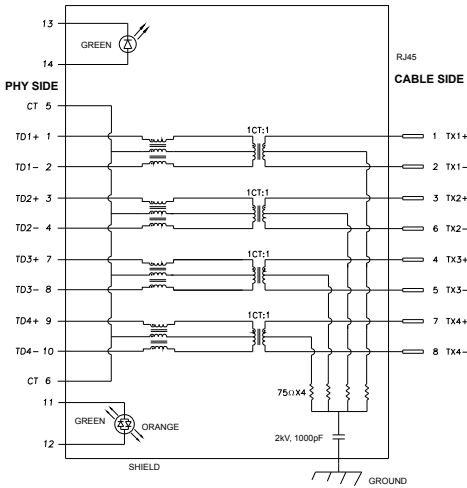 13
GREEN
14
RJ45
PHY SIDE
CABLE SIDE
CT 5
1CT:1
TD1+ 1
1 TX1+
TD1- 2
2 TX1-
1CT:1
TD2+ 3
3 TX2+
TD2- 4
6 TX2-
1CT:1
TD3+ 7
4 TX3+
TD3- 8
5 TX3-
1CT:1
TD4+ 9
7 TX4+
TD4- 10
8 TX4-
CT 6
75ΩX4
11
GREEN
ORANGE
12
2kV, 1000pF
SHIELD
GROUND